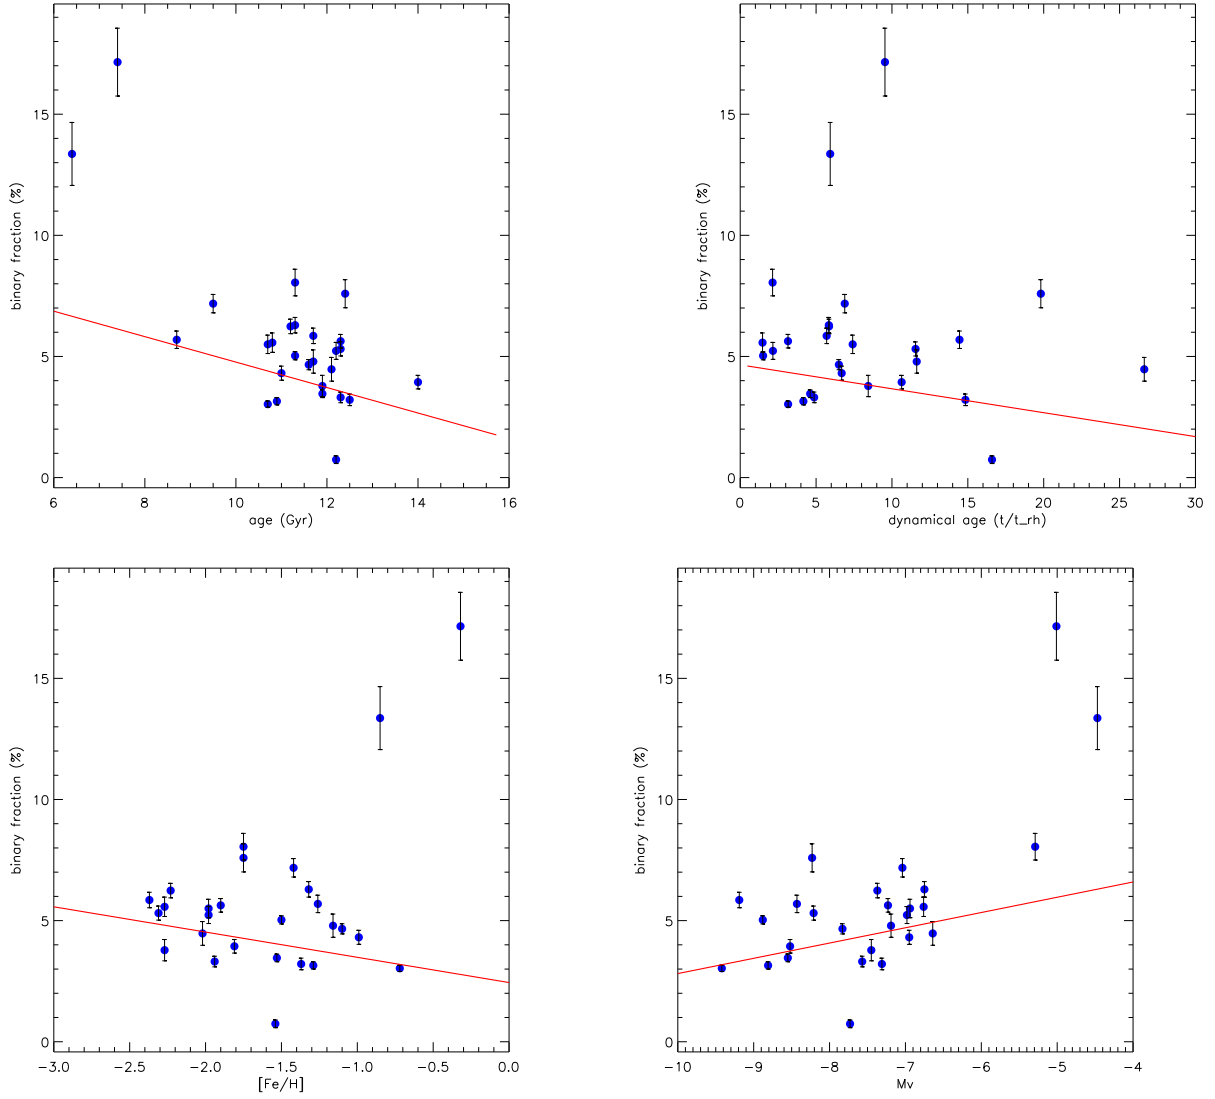 15
10
5
0
binary fraction (%)
6 8 10 12 14 16
age (Gyr)
15
10
5
0
binary fraction (%)
0 5 10 15 20 25 30
dynamical age (t/t_rh)
15
10
5
0
binary fraction (%)
−3.0 −2.5 −2.0 −1.5 −1.0 −0.5 0.0
[Fe/H]
15
10
5
0
binary fraction (%)
−10 −9 −8 −7 −6 −5 −4
Mv